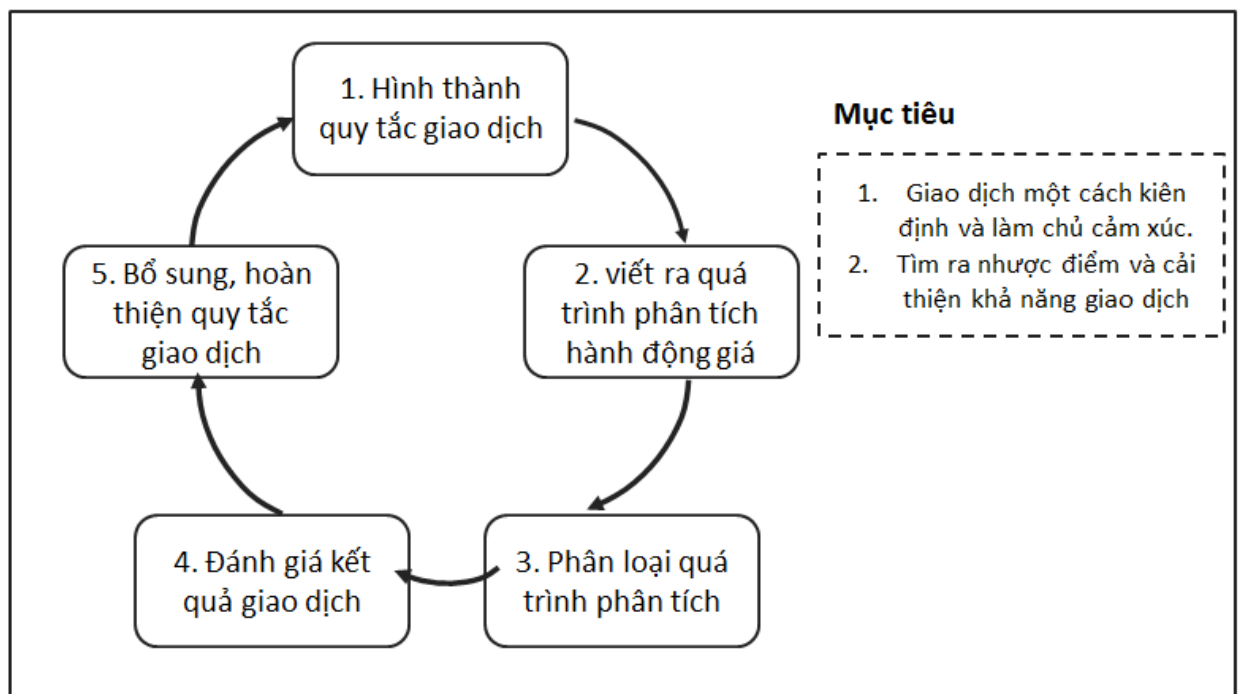 1. Hình thành
quy tắc giao dịch
Mục tiêu
1. Giao dịch một cách kiên
định và làm chủ cảm xúc.
2. Tìm ra nhược điểm và cải
thiện khả năng giao dịch
2. viết ra quá
trình phân tích
hành động giá
3. Phân loại quá
trình phân tích
4. Đánh giá kết
quả giao dịch
5. Bổ sung, hoàn
thiện quy tắc
giao dịch